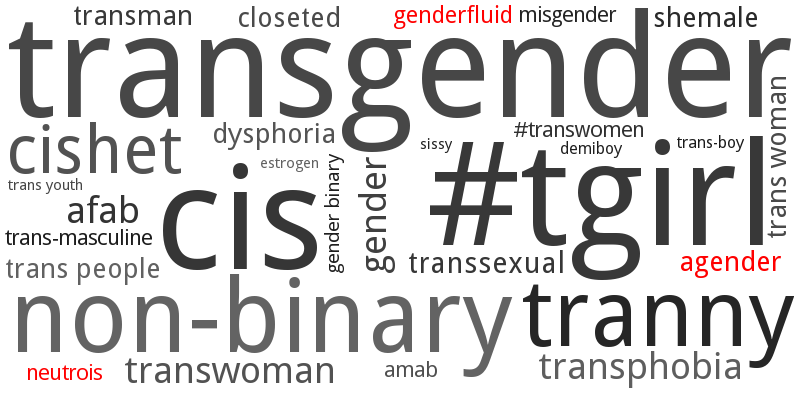 transman
closeted
genderfluid
misgender
shemale
transgender
cishet
dysphoria
sissy
#transwomen
demiboy
trans-boy
trans woman
trans youth
estrogen
afab
cis
gender binary
gender
#tgirl
trans-masculine
trans people
transsexual
agender
non-binary
tranny
neutrois
transwoman
amab
transphobia